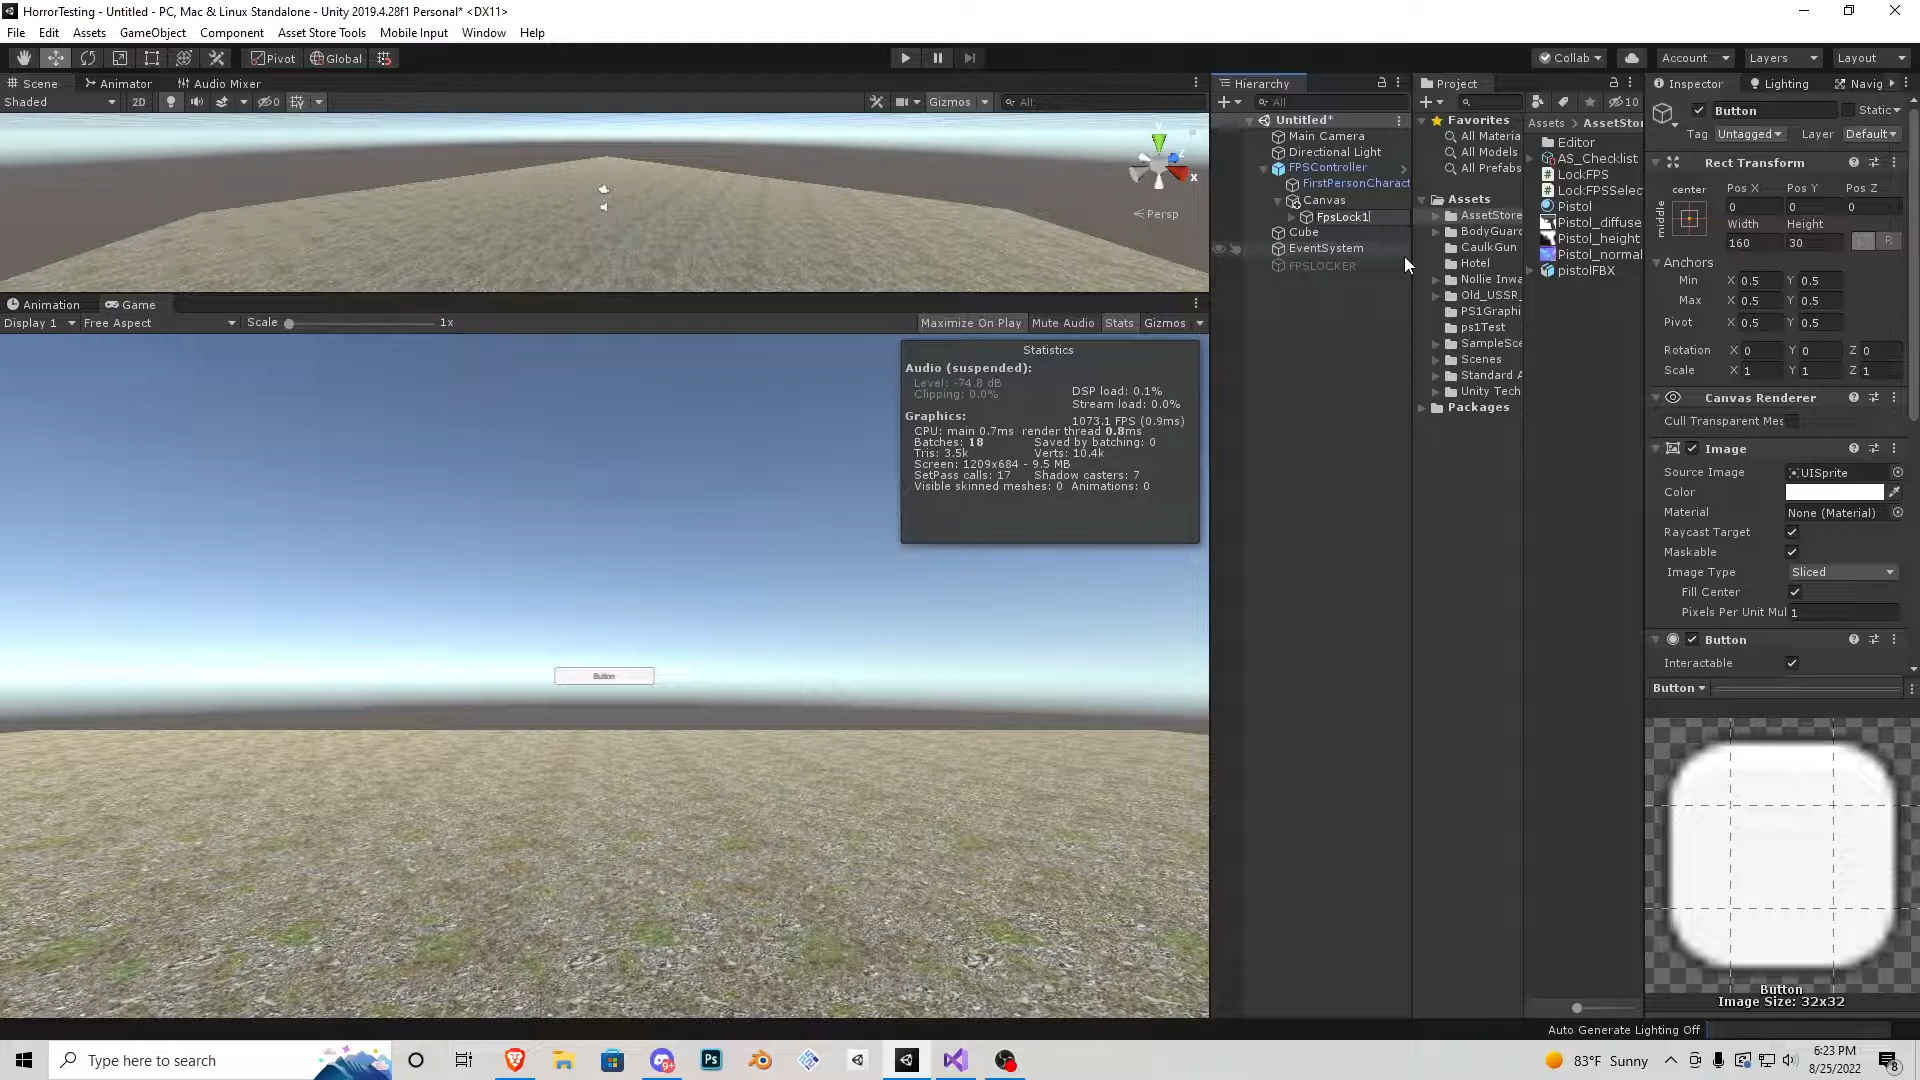 HorrorTesting - Untitled - PC, Mac & Linux Standalone - Unity 2019.4.28f1 Personal* <DX11>
File Edit Assets GameObject Component Asset Store Tools Mobile Input Window Help
Pivot Global Collab Account Layers Layout
Scene Animator Audio Mixer
Shaded 2D 0 Gizmos All
Y
Z
X
Persp
Animation Game
Display 1 Free Aspect Scale 1x Maximize On Play Mute Audio Stats Gizmos
Statistics
Audio (suspended):
Level: -74.8 dB DSP load: 0.1%
Clipping: 0.0% Stream load: 0.0%
Graphics: 1073.1 FPS (0.9ms)
CPU: main 0.7ms render thread 0.8ms
Batches: 18 Saved by batching: 0
Tris: 3.5k Verts: 10.4k
Screen: 1209x684 - 9.5 MB
SetPass calls: 17 Shadow casters: 7
Visible skinned meshes: 0 Animations: 0
Button
Hierarchy
All
Untitled*
Main Camera
Directional Light
FPSController
FirstPersonCharact
Canvas
FpsLock1
Cube
EventSystem
FPSLOCKER
Project
10
Favorites
All Materia
All Models
All Prefabs
Assets
AssetStore
BodyGuard
CaulkGun
Hotel
Nollie Inwa
Old_USSR_
PS1Graphi
ps1Test
SampleSce
Scenes
Standard A
Unity Tech
Packages
Assets > AssetStor
Editor
AS_Checklist
LockFPS
LockFPSSelec
Pistol
Pistol_diffuse
Pistol_height
Pistol_normal
pistolFBX
Inspector Lighting Navig
Button Static
Tag Untagged Layer Default
Rect Transform
center Pos X Pos Y Pos Z
middle 0 0 0
Width Height
160 30 R
Anchors
Min X 0.5 Y 0.5
Max X 0.5 Y 0.5
Pivot X 0.5 Y 0.5
Rotation X 0 Y 0 Z 0
Scale X 1 Y 1 Z 1
Canvas Renderer
Cull Transparent Mes
Image
Source Image UISprite
Color
Material None (Material)
Raycast Target
Maskable
Image Type Sliced
Fill Center
Pixels Per Unit Mul 1
Button
Interactable
Button
Button
Image Size: 32x32
Auto Generate Lighting Off
Type here to search
9+
Ps
83°F Sunny
6:23 PM
8/25/2022
8